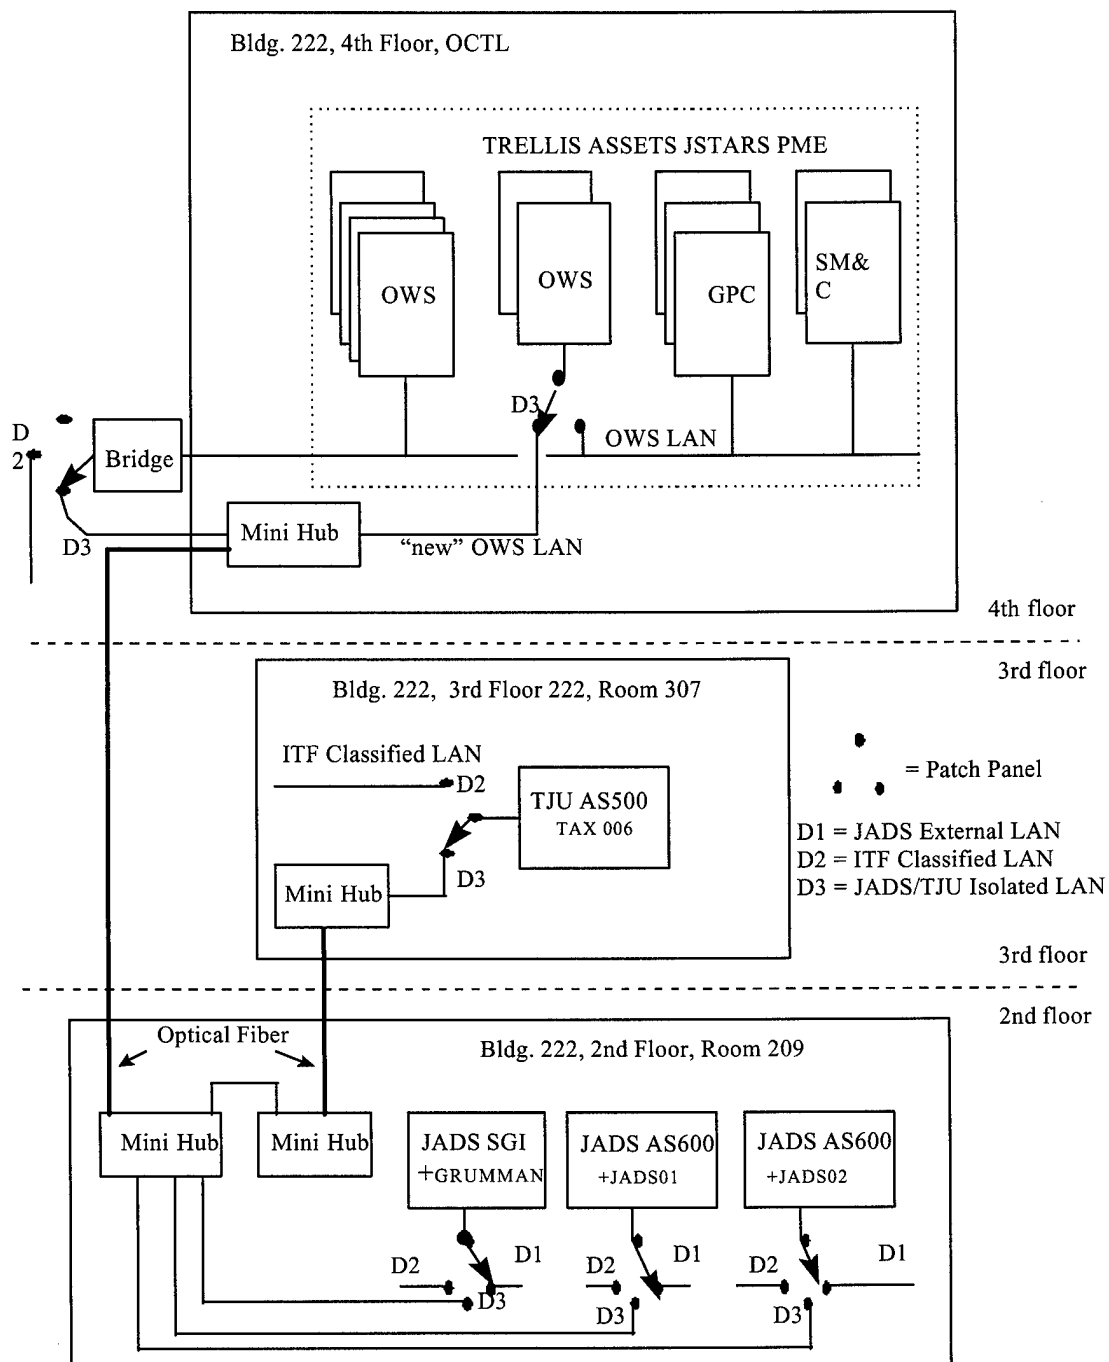 Bldg. 222, 4th Floor, OCTL
TRELLIS ASSETS JSTARS PME
OWS
OWS
GPC
SM&
C
D3
OWS LAN
D
2
Bridge
D3
Mini Hub
“new” OWS LAN
4th floor
3rd floor
Bldg. 222, 3rd Floor 222, Room 307
ITF Classified LAN
D2
TJU AS500
TAX 006
D3
Mini Hub
= Patch Panel
D1 = JADS External LAN
D2 = ITF Classified LAN
D3 = JADS/TJU Isolated LAN
3rd floor
2nd floor
Optical Fiber
Bldg. 222, 2nd Floor, Room 209
Mini Hub
Mini Hub
JADS SGI
+GRUMMAN
JADS AS600
+JADS01
JADS AS600
+JADS02
D2
D1
D3
D2
D1
D3
D2
D1
D3